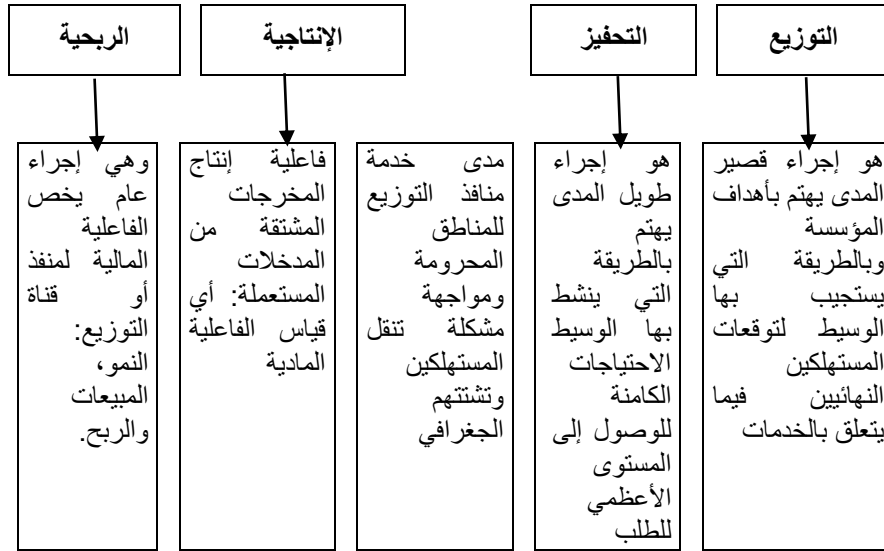 التوزيع
التحفيز
الإنتاجية
الربحية
هو إجراء قصير
المدى يهتم بأهداف
المؤسسة
وبالطريقة التي
يستجيب بها
الوسيط لتوقعات
المستهلكين
النهائيين فيما
يتعلق بالخدمات
هو إجراء
طويل المدى
يهتم
بالطريقة
التي ينشط
بها الوسيط
الاحتياجات
الكامنة
للوصول إلى
المستوى
الأعظمي
للطلب
مدى خدمة
منافذ التوزيع
للمناطق
المحرومة
ومواجهة
مشكلة تنقل
المستهلكين
وتشتتهم
الجغرافي
فاعلية إنتاج
المخرجات
المشتقة من
المدخلات
المستعملة: أي
قياس الفاعلية
المادية
وهي إجراء
عام يخص
الفاعلية
المالية لمنفذ
أو قناة
التوزيع:
النمو،
المبيعات
والربح.